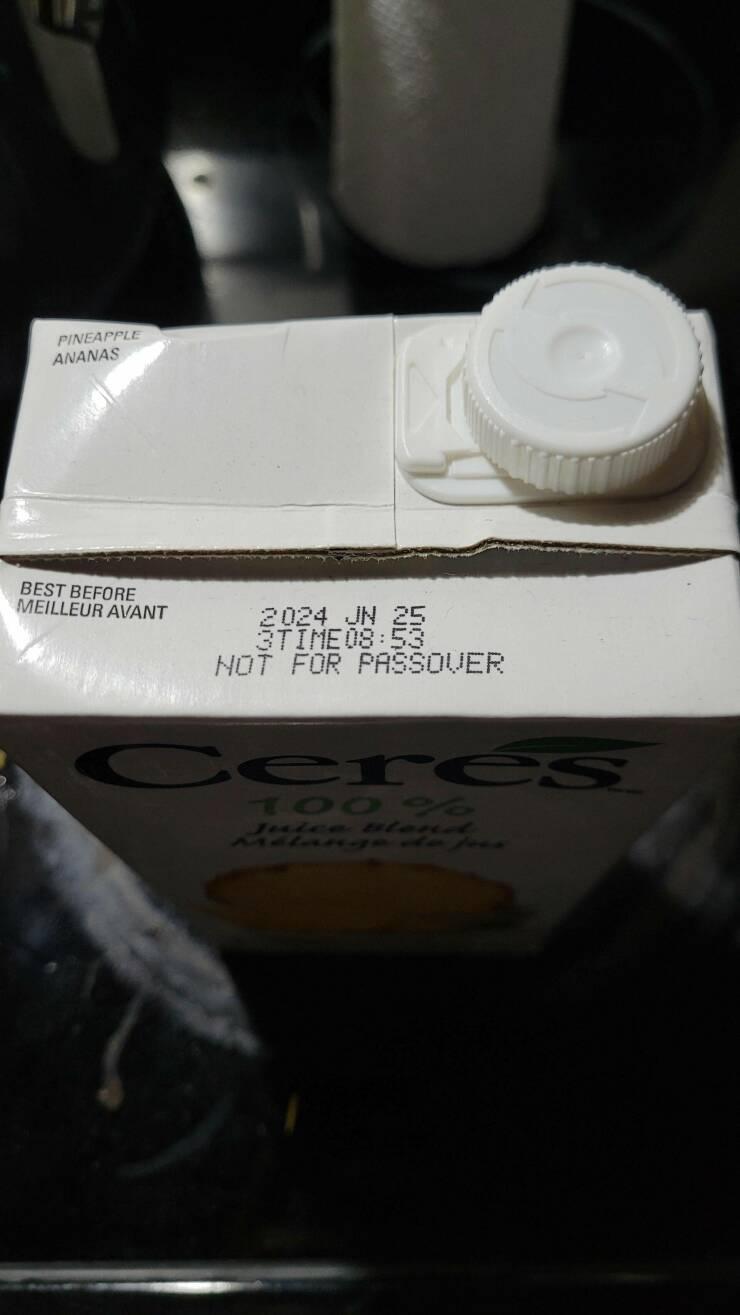 PINEAPPLE
ANANAS
BEST BEFORE
MEILLEUR AVANT
2024 JN 25
3TIME08:53
NOT FOR PASSOVER
Ceres
100%
Juice Blend
Mélange de jus